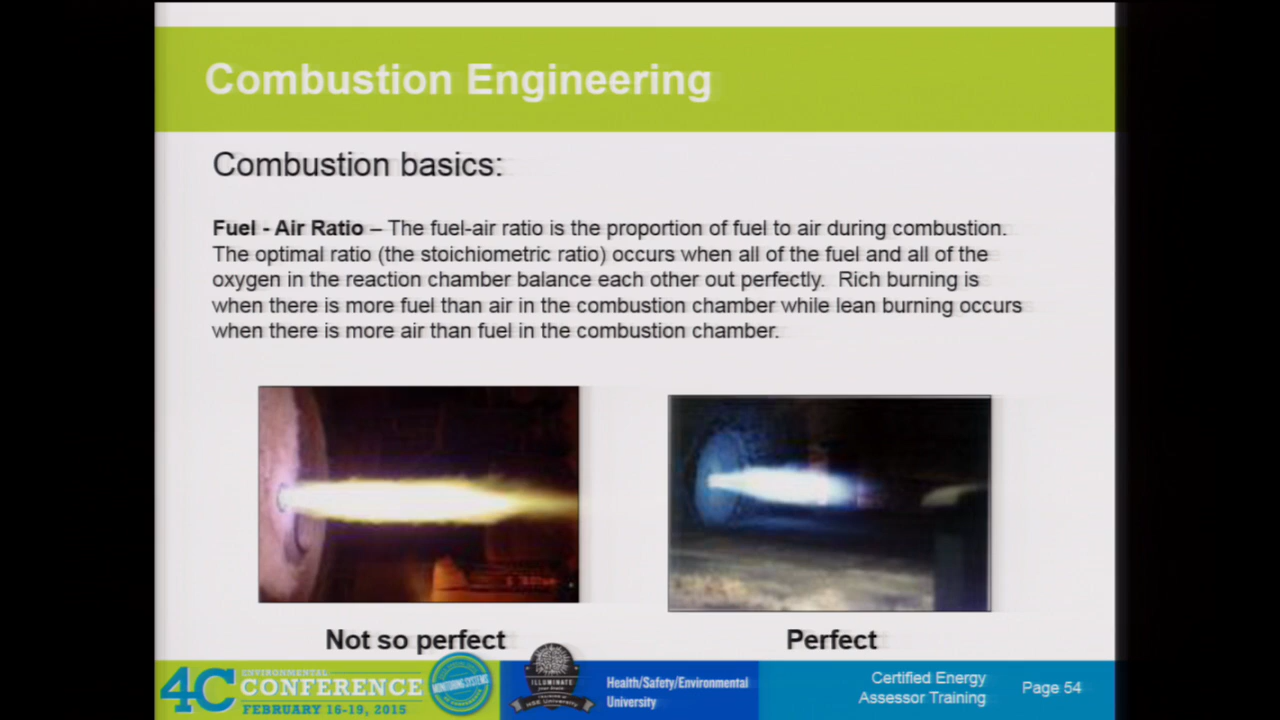 Combustion Engineering
Combustion basics:
Fuel - Air Ratio – The fuel-air ratio is the proportion of fuel to air during combustion.
The optimal ratio (the stoichiometric ratio) occurs when all of the fuel and all of the
oxygen in the reaction chamber balance each other out perfectly. Rich burning is
when there is more fuel than air in the combustion chamber while lean burning occurs
when there is more air than fuel in the combustion chamber.
Not so perfect
Perfect
4C ENVIRONMENTAL
CONFERENCE
FEBRUARY 16-19, 2015
MONITORING SYSTEMS
ILLUMINATE
HSE University
Health/Safety/Environmental
University
Certified Energy
Assessor Training
Page 54